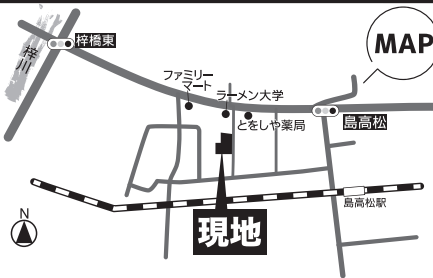 MAP
梓橋東
梓川
ファミリー
マート
ラーメン大学
とをしや薬局
島高松
島高松駅
現地
N